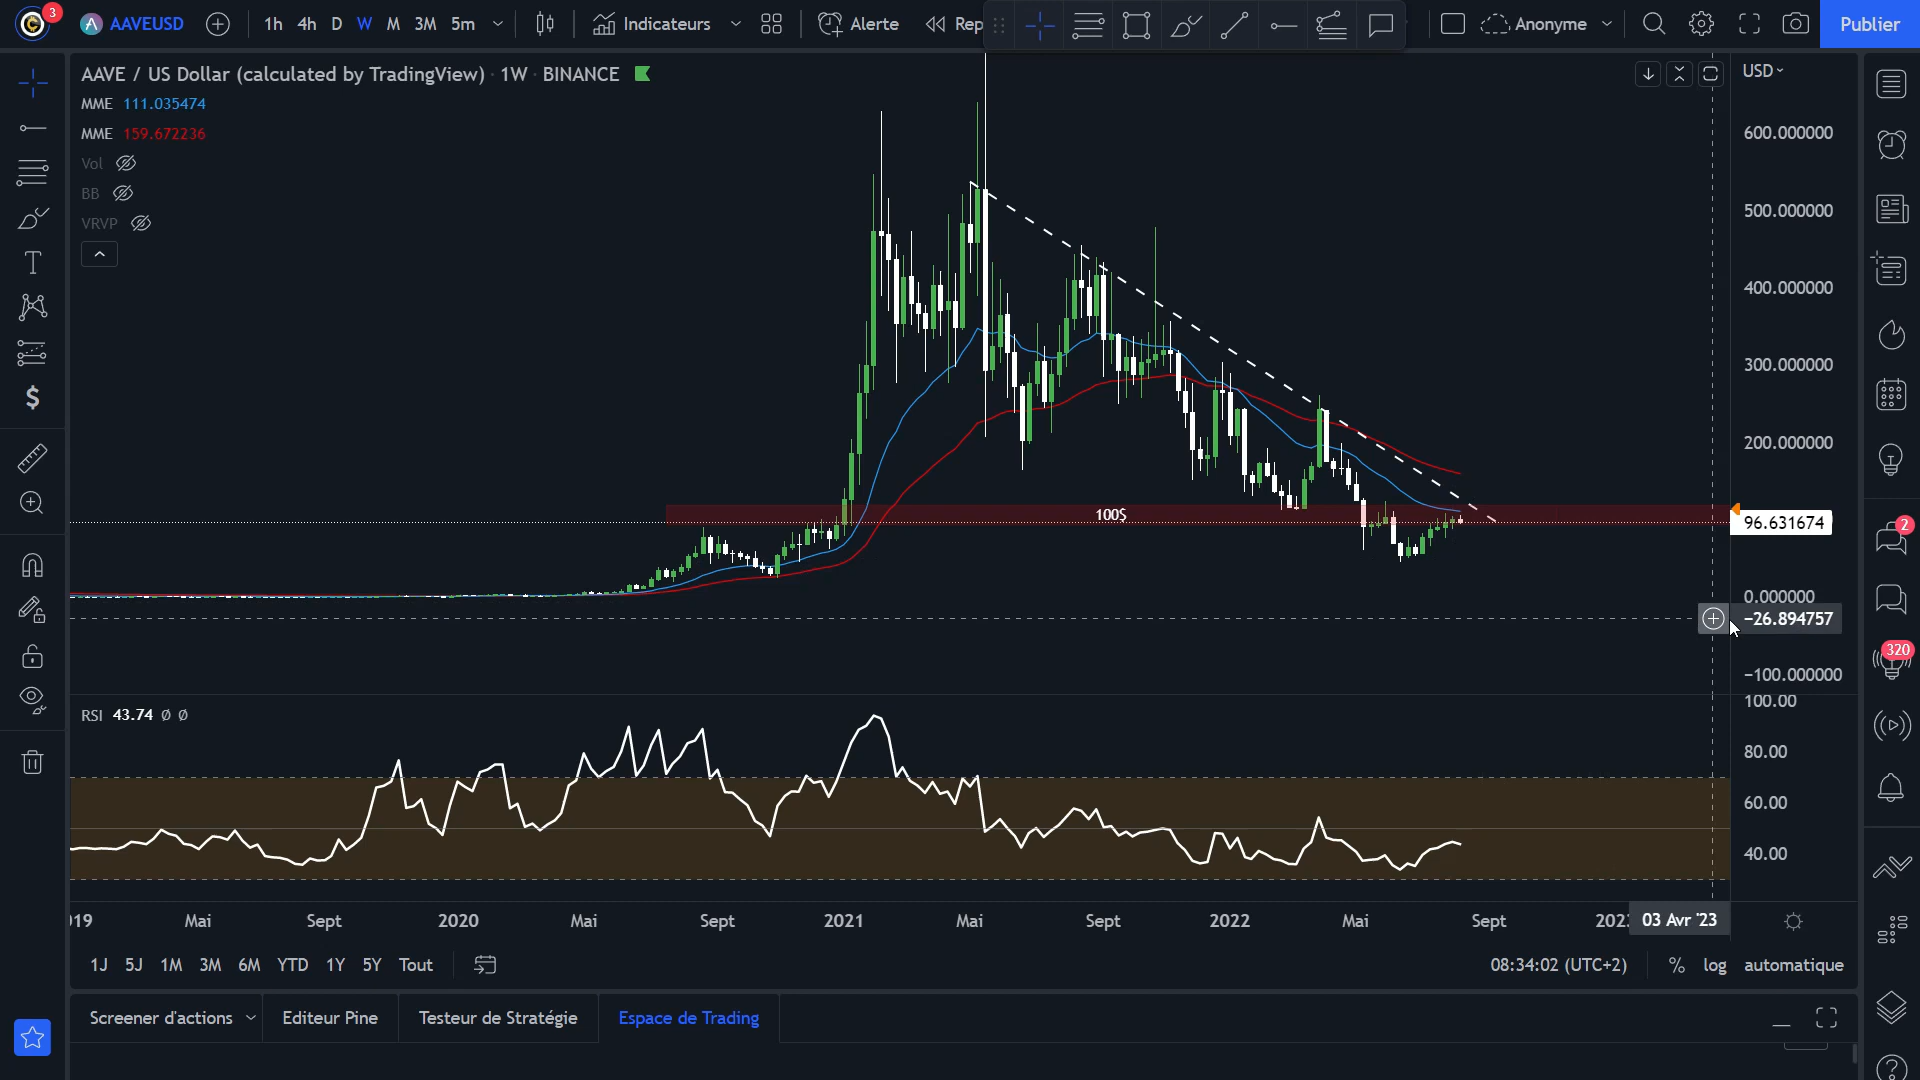 3
AAVEUSD
1h 4h D W M 3M 5m
Indicateurs
Alerte
Rep
Anonyme
Publier
AAVE / US Dollar (calculated by TradingView) · 1W · BINANCE
USD
MME 111.035474
MME 159.672236
Vol
BB
VRVP
600.000000
500.000000
400.000000
300.000000
200.000000
100$
96.631674
0.000000
−26.894757
−100.000000
2
320
RSI 43.74 Ø Ø
100.00
80.00
60.00
40.00
19 Mai Sept 2020 Mai Sept 2021 Mai Sept 2022 Mai Sept 202 03 Avr '23
1J 5J 1M 3M 6M YTD 1Y 5Y Tout
08:34:02 (UTC+2) % log automatique
Screener d'actions Editeur Pine Testeur de Stratégie Espace de Trading